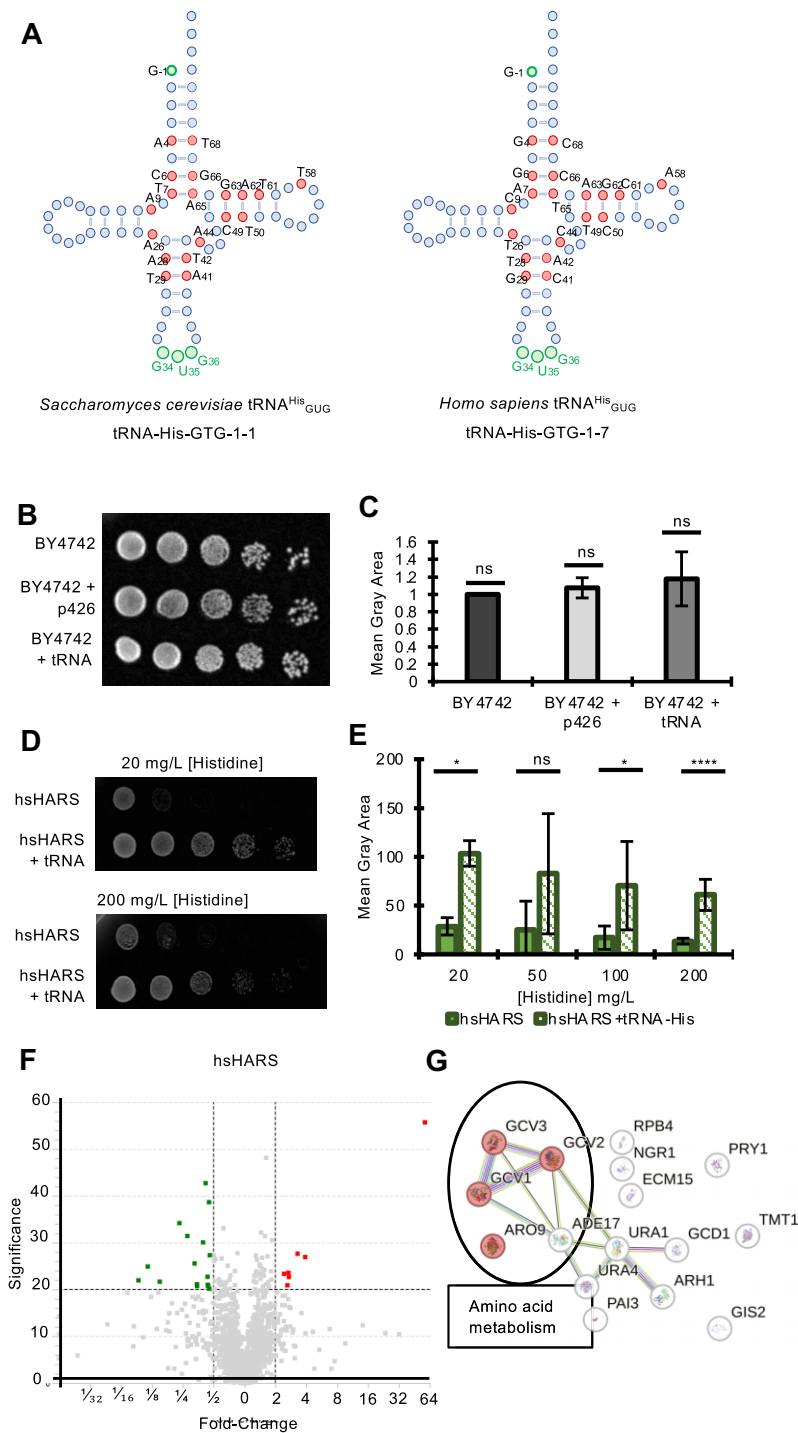 A
G-1
A4
T68
C6
G66
T7
A9
A65
G63
A62
T61
T58
C49
T50
A44
A26
A28
T42
T29
A41
G34
U35
G36
Saccharomyces cerevisiae tRNAHisGUG
tRNA-His-GTG-1-1
G-1
G4
C68
G6
C66
A7
C9
T65
A63
G62
C61
A58
T49
C50
C44
T26
T28
A42
G29
C41
G34
U35
G36
Homo sapiens tRNAHisGUG
tRNA-His-GTG-1-7
B
BY4742
BY4742 +
p426
BY4742
+ tRNA
C
Mean Gray Area
1.6
1.4
1.2
1
0.8
0.6
0.4
0.2
0
ns
ns
ns
BY4742
BY4742 +
p426
BY4742 +
tRNA
D
20 mg/L [Histidine]
hsHARS
hsHARS
+ tRNA
200 mg/L [Histidine]
hsHARS
hsHARS
+ tRNA
E
Mean Gray Area
200
150
100
50
0
*
ns
*
****
20
50
100
200
[Histidine] mg/L
hsHARS
hsHARS+tRNA-His
F
hsHARS
Significance
60
50
40
30
20
10
0
1/32
1/16
1/8
1/4
1/2
0
2
4
8
16
32
64
Fold-Change
G
GCV3
GCV2
GCV1
ARO9
ADE17
RPB4
NGR1
ECM15
PRY1
URA1
GCD1
TMT1
URA4
ARH1
PAI3
GIS2
Amino acid
metabolism